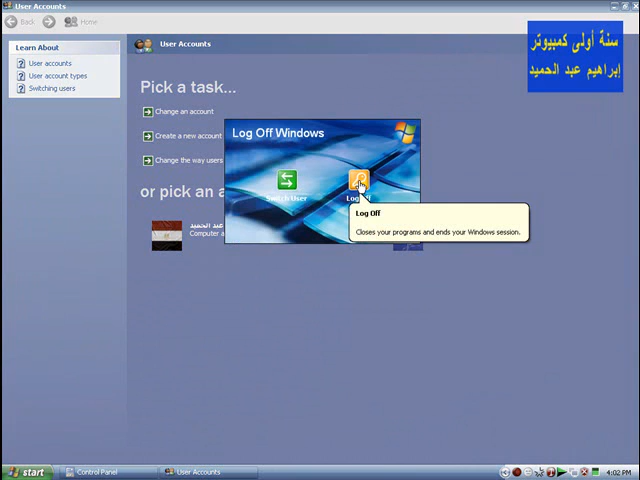 User Accounts
Back
Home
Learn About
User accounts
User account types
Switching users
User Accounts
Pick a task...
Change an account
Create a new account
Change the way users
or pick an a
عبد الحميد
Computer a
سنة أولى كمبيوتر
إبراهيم عبد الحميد
Log Off Windows
Switch User
Log Off
Log Off
Closes your programs and ends your Windows session.
start
Control Panel
User Accounts
4:02 PM